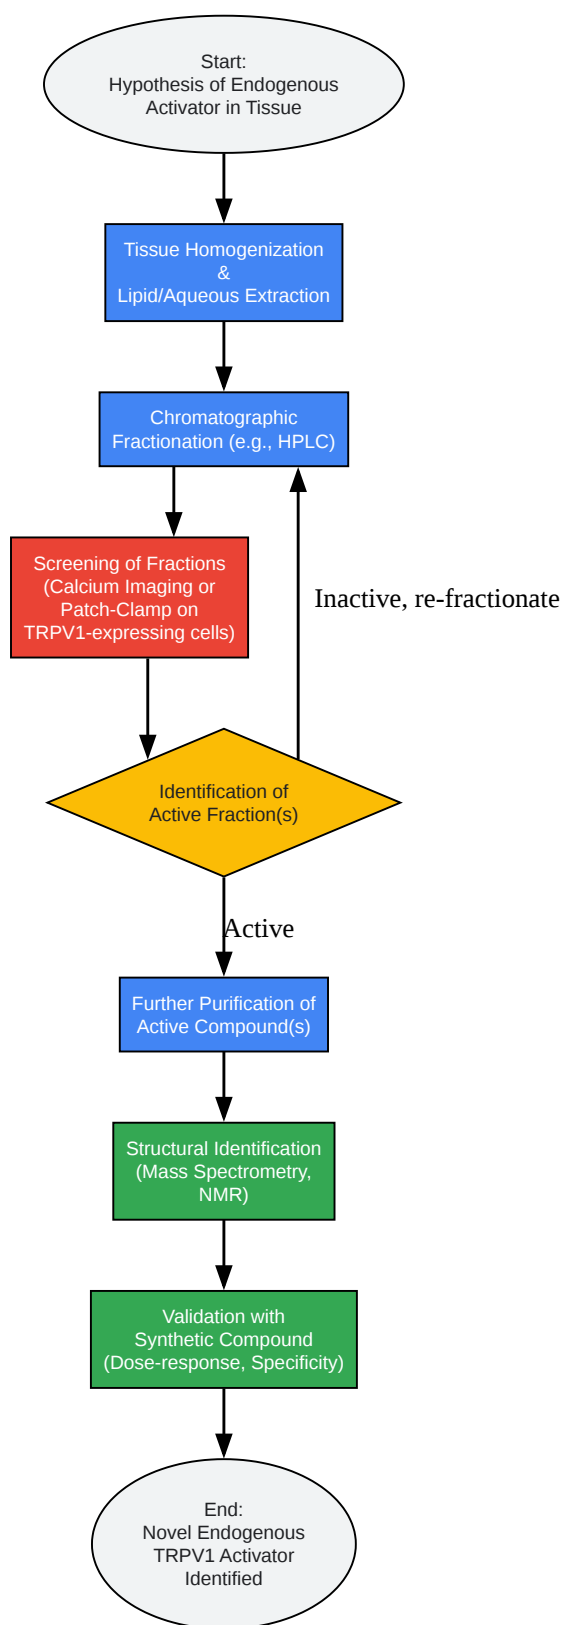 Start:
Hypothesis of Endogenous
Activator in Tissue
Tissue Homogenization
&
Lipid/Aqueous Extraction
Chromatographic
Fractionation (e.g., HPLC)
Screening of Fractions
(Calcium Imaging or
Patch-Clamp on
TRPV1-expressing cells)
Inactive, re-fractionate
Identification of
Active Fraction(s)
Active
Further Purification of
Active Compound(s)
Structural Identification
(Mass Spectrometry,
NMR)
Validation with
Synthetic Compound
(Dose-response, Specificity)
End:
Novel Endogenous
TRPV1 Activator
Identified